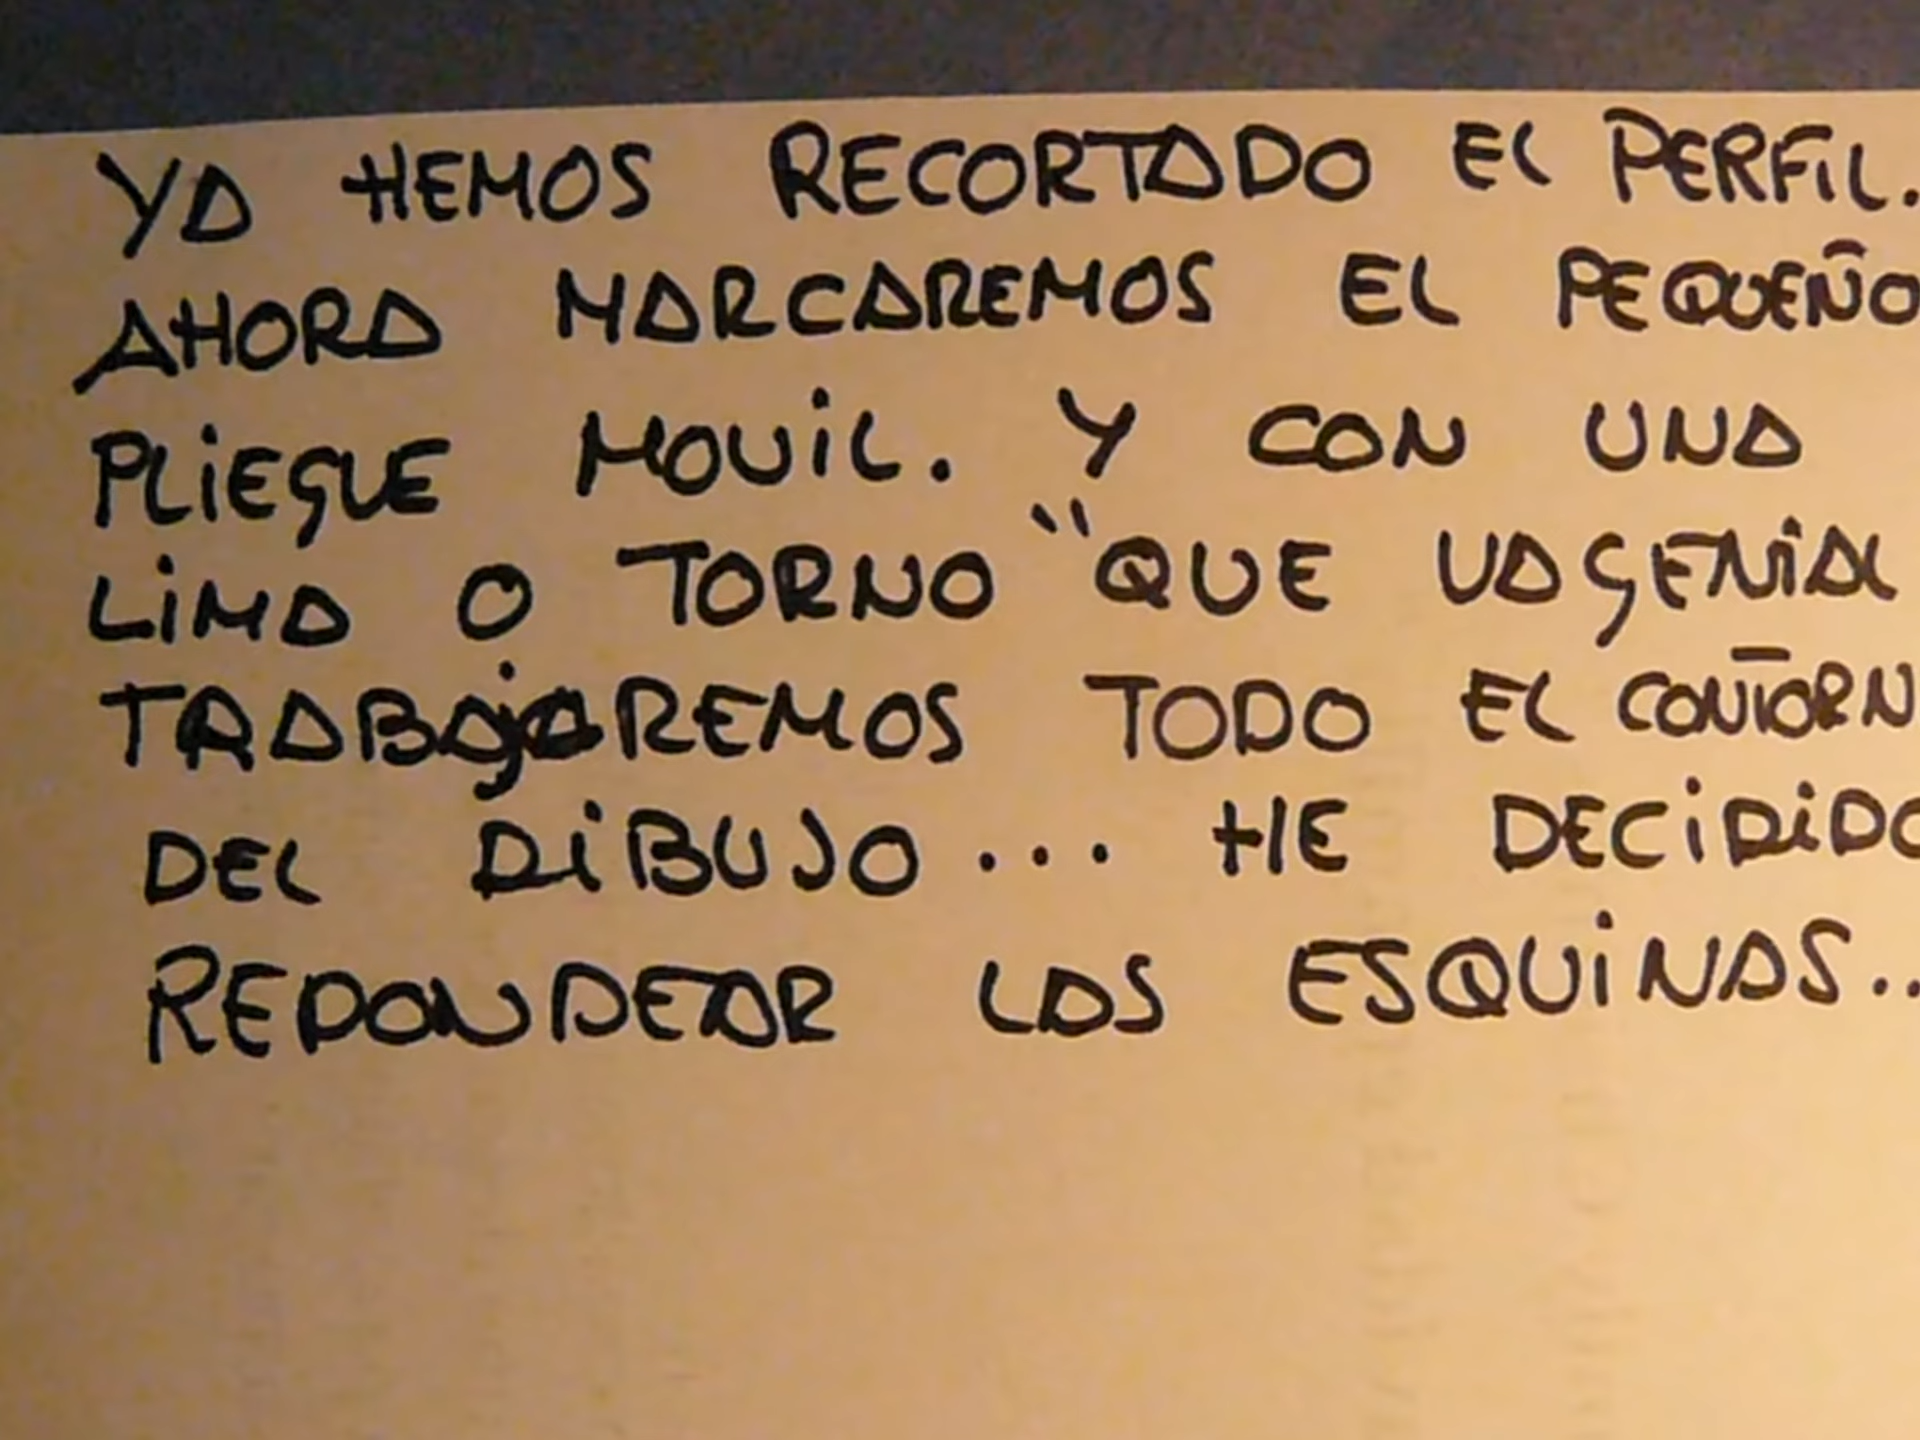 YA HEMOS RECORTADO EL PERFIL.
AHORA MARCAREMOS EL PEQUEÑO
PLIEGUE MOVIL. Y CON UNA
LIMA O TORNO "QUE VA GENIAL
TRABAJAREMOS TODO EL CONTORN
DEL DIBUJO... HE DECIDIDO
REDONDEAR LAS ESQUINAS..